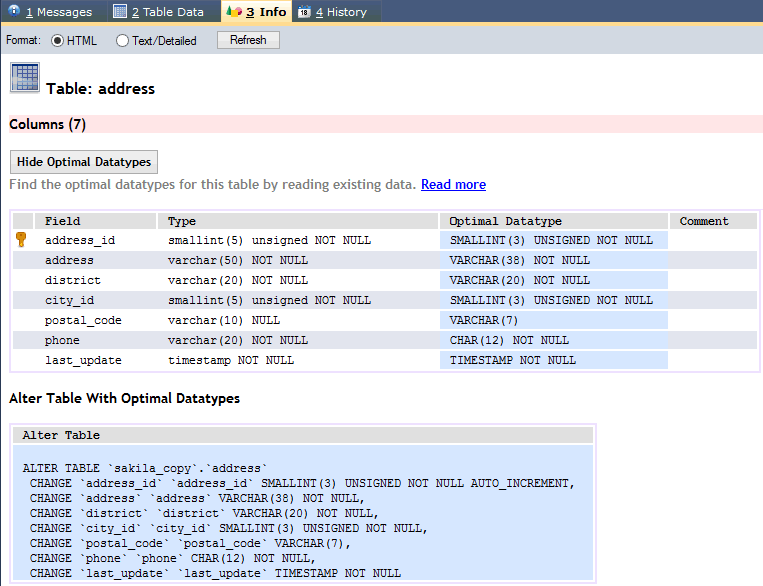 1 Messages 2 Table Data 3 Info 18 4 History
Format: HTML Text/Detailed Refresh
Table: address
Columns (7)
Hide Optimal Datatypes
Find the optimal datatypes for this table by reading existing data. Read more
Field Type Optimal Datatype Comment
address_id smallint(5) unsigned NOT NULL SMALLINT(3) UNSIGNED NOT NULL
address varchar(50) NOT NULL VARCHAR(38) NOT NULL
district varchar(20) NOT NULL VARCHAR(20) NOT NULL
city_id smallint(5) unsigned NOT NULL SMALLINT(3) UNSIGNED NOT NULL
postal_code varchar(10) NULL VARCHAR(7)
phone varchar(20) NOT NULL CHAR(12) NOT NULL
last_update timestamp NOT NULL TIMESTAMP NOT NULL
Alter Table With Optimal Datatypes
Alter Table
ALTER TABLE `sakila_copy`.`address`
CHANGE `address_id` `address_id` SMALLINT(3) UNSIGNED NOT NULL AUTO_INCREMENT,
CHANGE `address` `address` VARCHAR(38) NOT NULL,
CHANGE `district` `district` VARCHAR(20) NOT NULL,
CHANGE `city_id` `city_id` SMALLINT(3) UNSIGNED NOT NULL,
CHANGE `postal_code` `postal_code` VARCHAR(7),
CHANGE `phone` `phone` CHAR(12) NOT NULL,
CHANGE `last_update` `last_update` TIMESTAMP NOT NULL